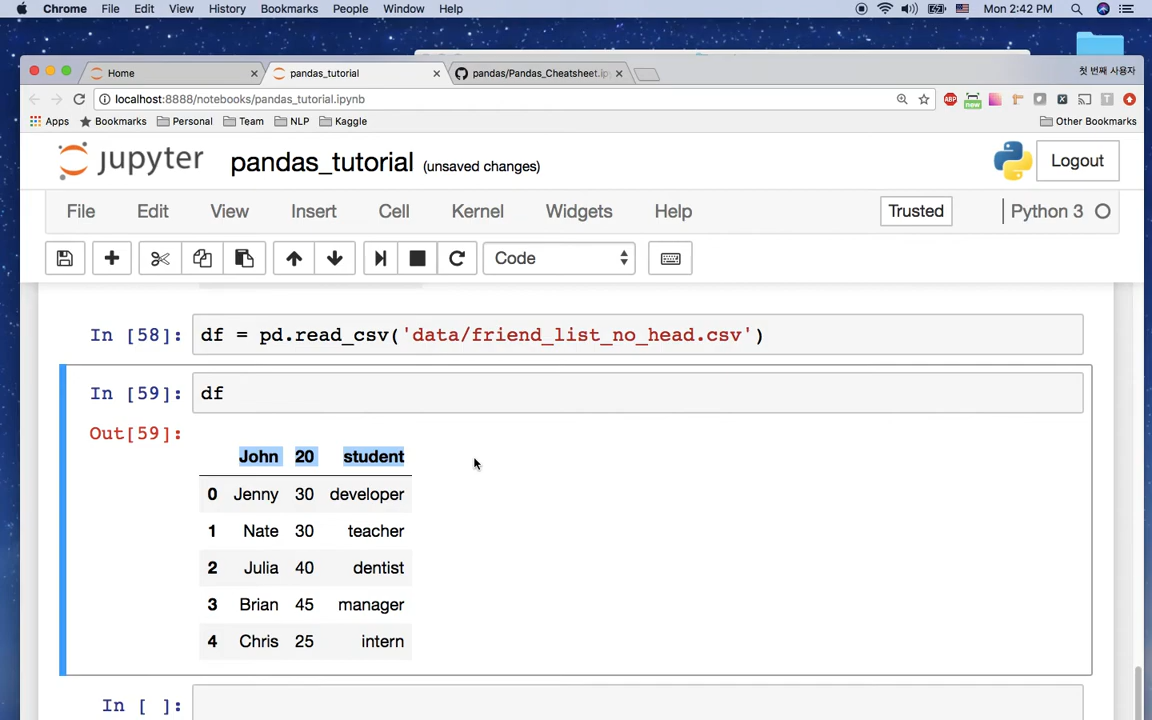 Chrome File Edit View History Bookmarks People Window Help Mon 2:42 PM
Home pandas_tutorial pandas/Pandas_Cheatsheet.ip 첫 번째 사용자
localhost:8888/notebooks/pandas_tutorial.ipynb ABP new X T
Apps Bookmarks Personal Team NLP Kaggle Other Bookmarks
jupyter pandas_tutorial (unsaved changes) Logout
File Edit View Insert Cell Kernel Widgets Help Trusted Python 3
Code
In [58]: df = pd.read_csv('data/friend_list_no_head.csv')
In [59]: df
Out[59]:
John 20 student
0 Jenny 30 developer
1 Nate 30 teacher
2 Julia 40 dentist
3 Brian 45 manager
4 Chris 25 intern
In [ ]: